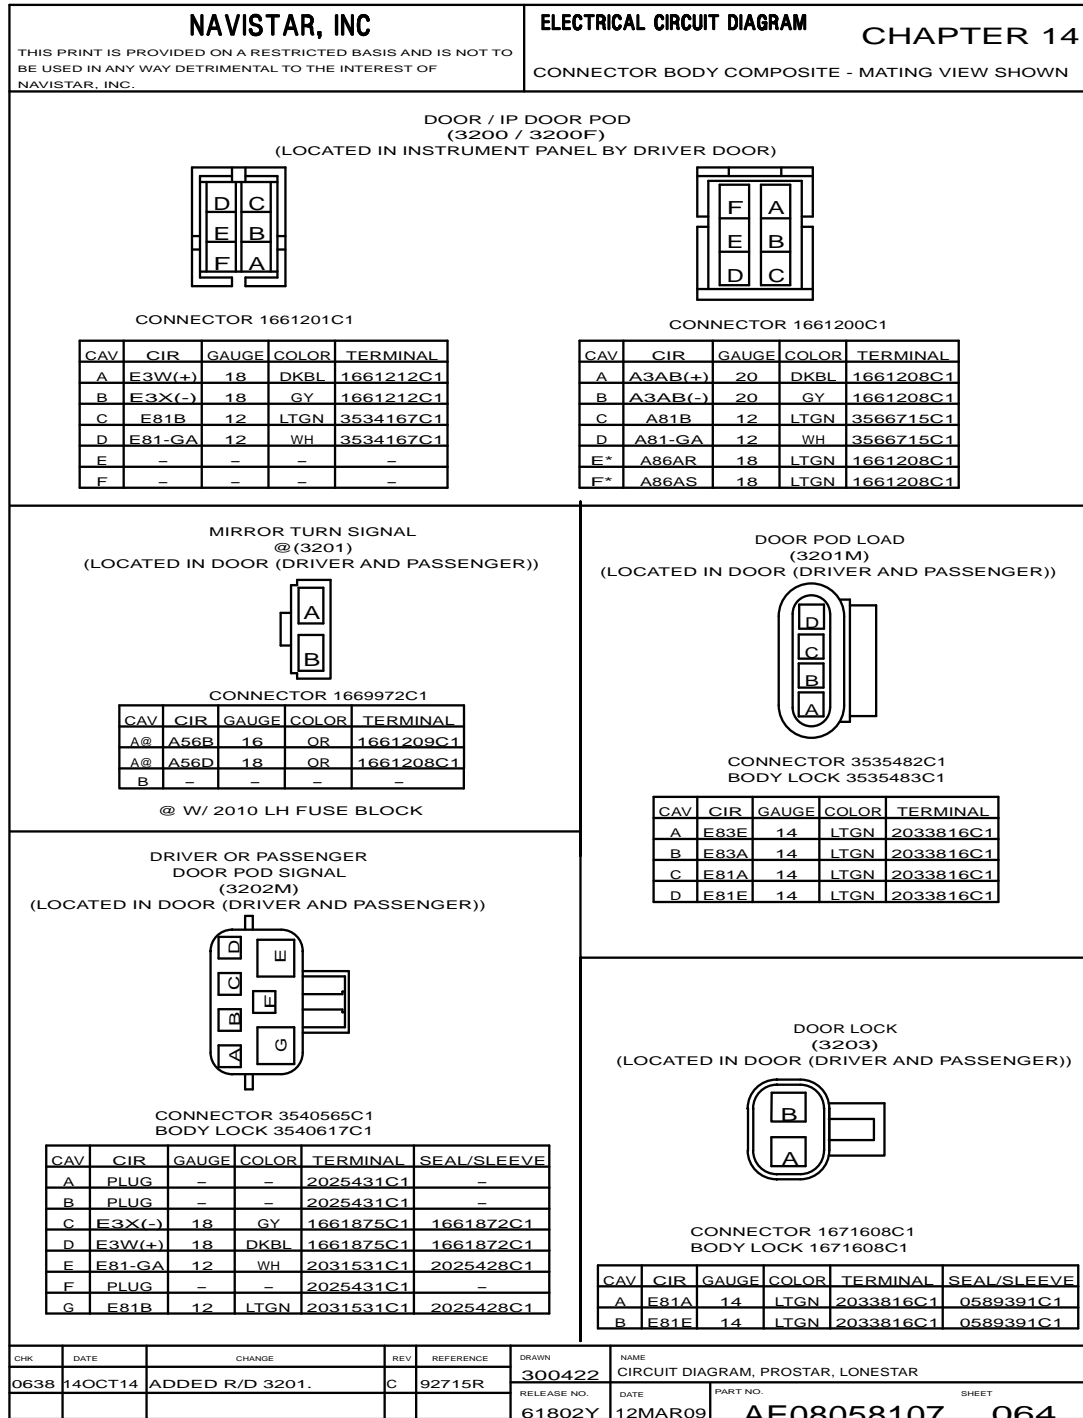 NAVISTAR, INC
THIS PRINT IS PROVIDED ON A RESTRICTED BASIS AND IS NOT TO
BE USED IN ANY WAY DETRIMENTAL TO THE INTEREST OF
NAVISTAR, INC.
ELECTRICAL CIRCUIT DIAGRAM
CHAPTER 14
CONNECTOR BODY COMPOSITE - MATING VIEW SHOWN
DOOR / IP DOOR POD
(3200 / 3200F)
(LOCATED IN INSTRUMENT PANEL BY DRIVER DOOR)
D C
E B
F A
CONNECTOR 1661201C1
CAV CIR GAUGE COLOR TERMINAL
A E3W(+) 18 DKBL 1661212C1
B E3X(-) 18 GY 1661212C1
C E81B 12 LTGN 3534167C1
D E81-GA 12 WH 3534167C1
E – – – –
F – – – –
F A
E B
D C
CONNECTOR 1661200C1
CAV CIR GAUGE COLOR TERMINAL
A A3AB(+) 20 DKBL 1661208C1
B A3AB(-) 20 GY 1661208C1
C A81B 12 LTGN 3566715C1
D A81-GA 12 WH 3566715C1
E* A86AR 18 LTGN 1661208C1
F* A86AS 18 LTGN 1661208C1
MIRROR TURN SIGNAL
@(3201)
(LOCATED IN DOOR (DRIVER AND PASSENGER))
A
B
CONNECTOR 1669972C1
CAV CIR GAUGE COLOR TERMINAL
A@ A56B 16 OR 1661209C1
A@ A56D 18 OR 1661208C1
B – – – –
@ W/ 2010 LH FUSE BLOCK
DOOR POD LOAD
(3201M)
(LOCATED IN DOOR (DRIVER AND PASSENGER))
D
C
B
A
CONNECTOR 3535482C1
BODY LOCK 3535483C1
CAV CIR GAUGE COLOR TERMINAL
A E83E 14 LTGN 2033816C1
B E83A 14 LTGN 2033816C1
C E81A 14 LTGN 2033816C1
D E81E 14 LTGN 2033816C1
DRIVER OR PASSENGER
DOOR POD SIGNAL
(3202M)
(LOCATED IN DOOR (DRIVER AND PASSENGER))
D E
C
F
B
A G
CONNECTOR 3540565C1
BODY LOCK 3540617C1
CAV CIR GAUGE COLOR TERMINAL SEAL/SLEEVE
A PLUG – – 2025431C1 –
B PLUG – – 2025431C1 –
C E3X(-) 18 GY 1661875C1 1661872C1
D E3W(+) 18 DKBL 1661875C1 1661872C1
E E81-GA 12 WH 2031531C1 2025428C1
F PLUG – – 2025431C1 –
G E81B 12 LTGN 2031531C1 2025428C1
DOOR LOCK
(3203)
(LOCATED IN DOOR (DRIVER AND PASSENGER))
B
A
CONNECTOR 1671608C1
BODY LOCK 1671608C1
CAV CIR GAUGE COLOR TERMINAL SEAL/SLEEVE
A E81A 14 LTGN 2033816C1 0589391C1
B E81E 14 LTGN 2033816C1 0589391C1
CHK DATE CHANGE REV REFERENCE
0638 14OCT14 ADDED R/D 3201. C 92715R
DRAWN
300422
NAME
CIRCUIT DIAGRAM, PROSTAR, LONESTAR
RELEASE NO.
61802Y
DATE
12MAR09
PART NO.
AE08058107
SHEET
064